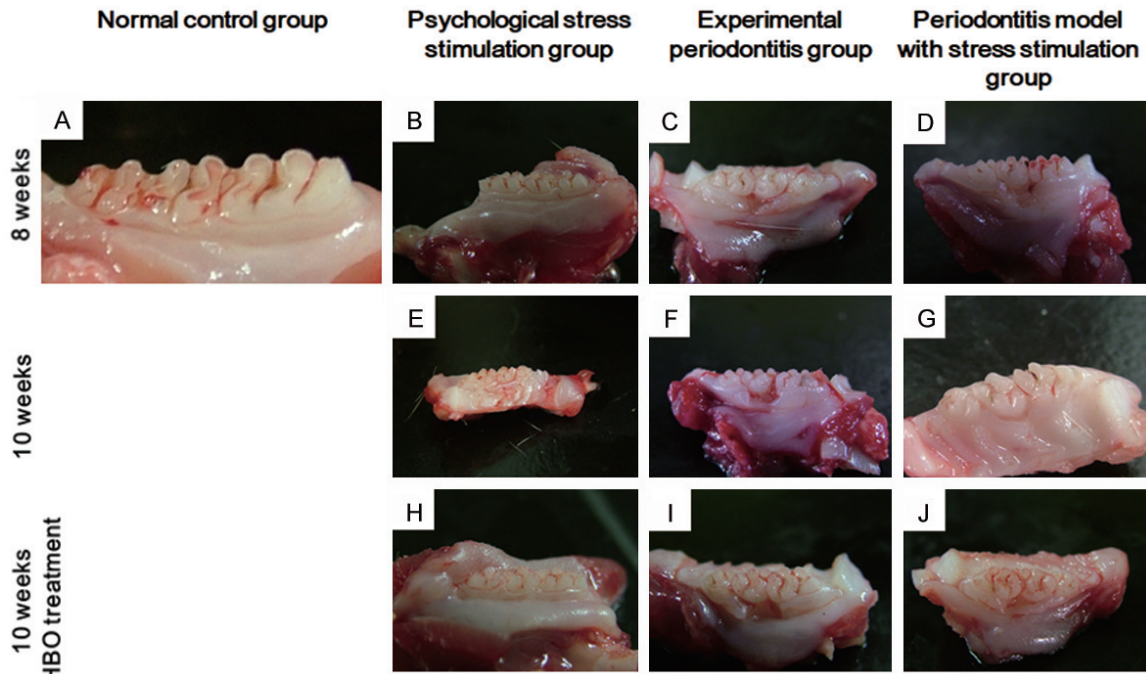 Normal control group
Psychological stress
stimulation group
Experimental
periodontitis group
Periodontitis model
with stress stimulation
group
8 weeks
A
B
C
D
10 weeks
E
F
G
10 weeks
HBO treatment
H
I
J